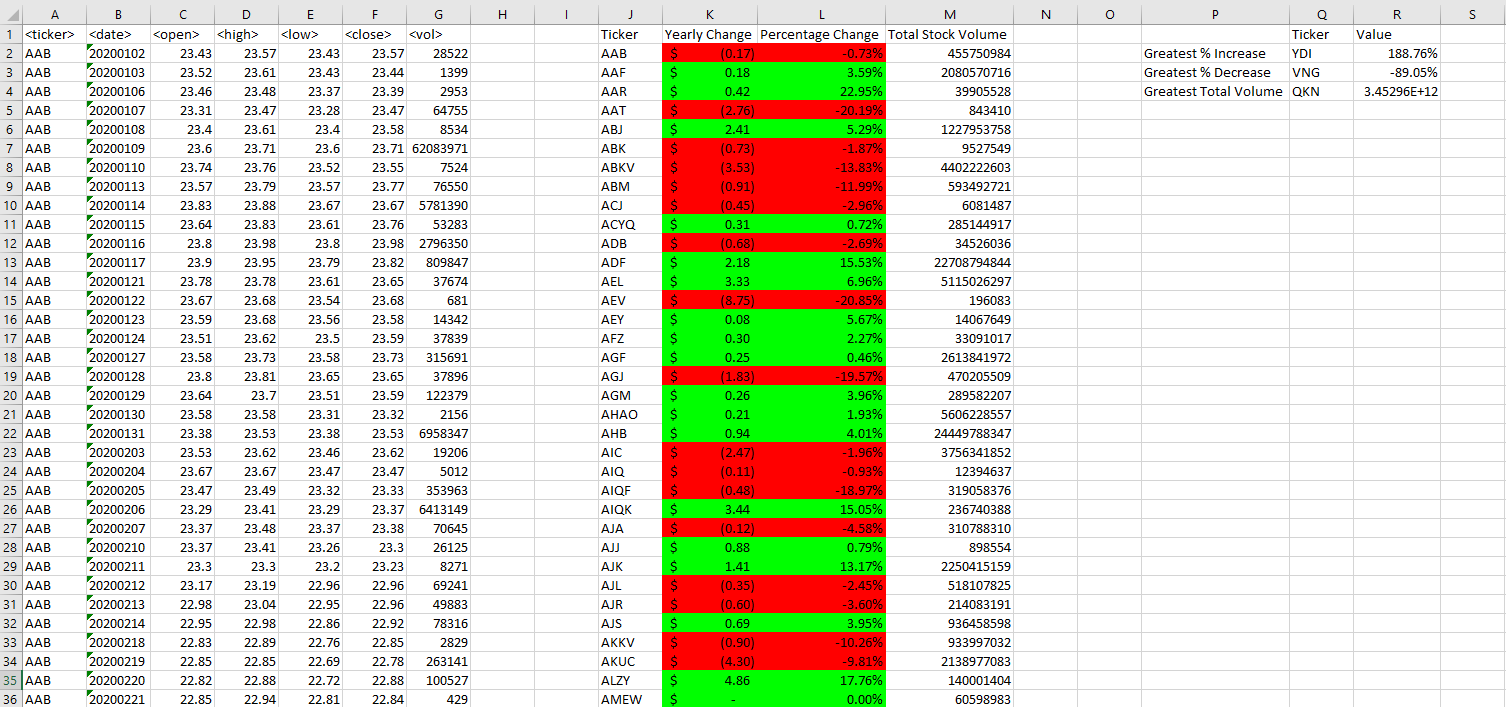 A B C D E F G H I J K L M N O P Q R S
1 <ticker> <date> <open> <high> <low> <close> <vol> Ticker Yearly Change Percentage Change Total Stock Volume Ticker Value
2 AAB 20200102 23.43 23.57 23.43 23.57 28522 AAB $ (0.17) -0.73% 455750984 Greatest % Increase YDI 188.76%
3 AAB 20200103 23.52 23.61 23.43 23.44 1399 AAF $ 0.18 3.59% 2080570716 Greatest % Decrease VNG -89.05%
4 AAB 20200106 23.46 23.48 23.37 23.39 2953 AAR $ 0.42 22.95% 39905528 Greatest Total Volume QKN 3.45296E+12
5 AAB 20200107 23.31 23.47 23.28 23.47 64755 AAT $ (2.76) -20.19% 843410
6 AAB 20200108 23.4 23.61 23.4 23.58 8534 ABJ $ 2.41 5.29% 1227953758
7 AAB 20200109 23.6 23.71 23.6 23.71 62083971 ABK $ (0.73) -1.87% 9527549
8 AAB 20200110 23.74 23.76 23.52 23.55 7524 ABKV $ (3.53) -13.83% 4402222603
9 AAB 20200113 23.57 23.79 23.57 23.77 76550 ABM $ (0.91) -11.99% 593492721
10 AAB 20200114 23.83 23.88 23.67 23.67 5781390 ACJ $ (0.45) -2.96% 6081487
11 AAB 20200115 23.64 23.83 23.61 23.76 53283 ACYQ $ 0.31 0.72% 285144917
12 AAB 20200116 23.8 23.98 23.8 23.98 2796350 ADB $ (0.68) -2.69% 34526036
13 AAB 20200117 23.9 23.95 23.79 23.82 809847 ADF $ 2.18 15.53% 22708794844
14 AAB 20200121 23.78 23.78 23.61 23.65 37674 AEL $ 3.33 6.96% 5115026297
15 AAB 20200122 23.67 23.68 23.54 23.68 681 AEV $ (8.75) -20.85% 196083
16 AAB 20200123 23.59 23.68 23.56 23.58 14342 AEY $ 0.08 5.67% 14067649
17 AAB 20200124 23.51 23.62 23.5 23.59 37839 AFZ $ 0.30 2.27% 33091017
18 AAB 20200127 23.58 23.73 23.58 23.73 315691 AGF $ 0.25 0.46% 2613841972
19 AAB 20200128 23.8 23.81 23.65 23.65 37896 AGJ $ (1.83) -19.57% 470205509
20 AAB 20200129 23.64 23.7 23.51 23.59 122379 AGM $ 0.26 3.96% 289582207
21 AAB 20200130 23.58 23.58 23.31 23.32 2156 AHAO $ 0.21 1.93% 5606228557
22 AAB 20200131 23.38 23.53 23.38 23.53 6958347 AHB $ 0.94 4.01% 24449788347
23 AAB 20200203 23.53 23.62 23.46 23.62 19206 AIC $ (2.47) -1.96% 3756341852
24 AAB 20200204 23.67 23.67 23.47 23.47 5012 AIQ $ (0.11) -0.93% 12394637
25 AAB 20200205 23.47 23.49 23.32 23.33 353963 AIQF $ (0.48) -18.97% 319058376
26 AAB 20200206 23.29 23.41 23.29 23.37 6413149 AIQK $ 3.44 15.05% 236740388
27 AAB 20200207 23.37 23.48 23.37 23.38 70645 AJA $ (0.12) -4.58% 310788310
28 AAB 20200210 23.37 23.41 23.26 23.3 26125 AJJ $ 0.88 0.79% 898554
29 AAB 20200211 23.3 23.3 23.2 23.23 8271 AJK $ 1.41 13.17% 2250415159
30 AAB 20200212 23.17 23.19 22.96 22.96 69241 AJL $ (0.35) -2.45% 518107825
31 AAB 20200213 22.98 23.04 22.95 22.96 49883 AJR $ (0.60) -3.60% 214083191
32 AAB 20200214 22.95 22.98 22.86 22.92 78316 AJS $ 0.69 3.95% 936458598
33 AAB 20200218 22.83 22.89 22.76 22.85 2829 AKKV $ (0.90) -10.26% 933997032
34 AAB 20200219 22.85 22.85 22.69 22.78 263141 AKUC $ (4.30) -9.81% 2138977083
35 AAB 20200220 22.82 22.88 22.72 22.88 100527 ALZY $ 4.86 17.76% 140001404
36 AAB 20200221 22.85 22.94 22.81 22.84 429 AMEW $ - 0.00% 60598983